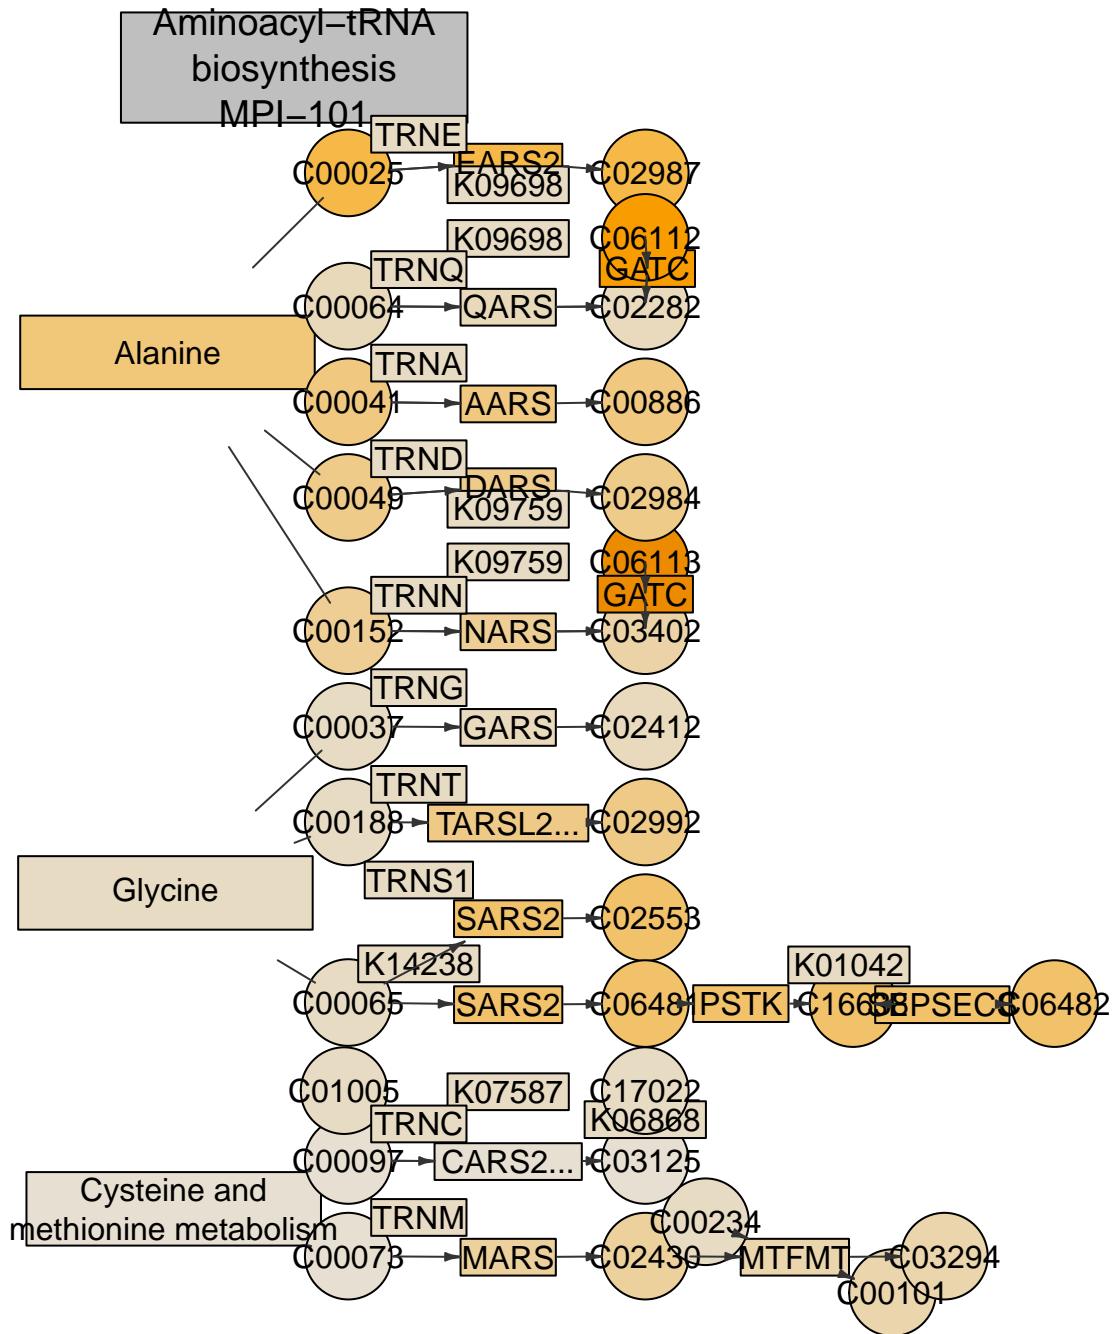 Aminoacyl−tRNA
biosynthesis
MPI−101
TRNE
C00025
EARS2
K09698
C02987
K09698
C06112
TRNQ
GATC
C00064
QARS
C02282
Alanine
TRNA
C00041
AARS
C00886
TRND
C00049
DARS
K09759
C02984
K09759
C06113
TRNN
GATC
C00152
NARS
C03402
TRNG
C00037
GARS
C02412
TRNT
C00188
TARSL2...
C02992
Glycine
TRNS1
SARS2
C02553
K14238
K01042
C00065
SARS2
C06481
PSTK
SEPSECS
C06482
C01005
K07587
C17022
TRNC
K06868
C00097
CARS2...
C03125
Cysteine and
methionine metabolism
TRNM
C00234
C00073
MARS
C02430
MTFMT
C03294
C00101